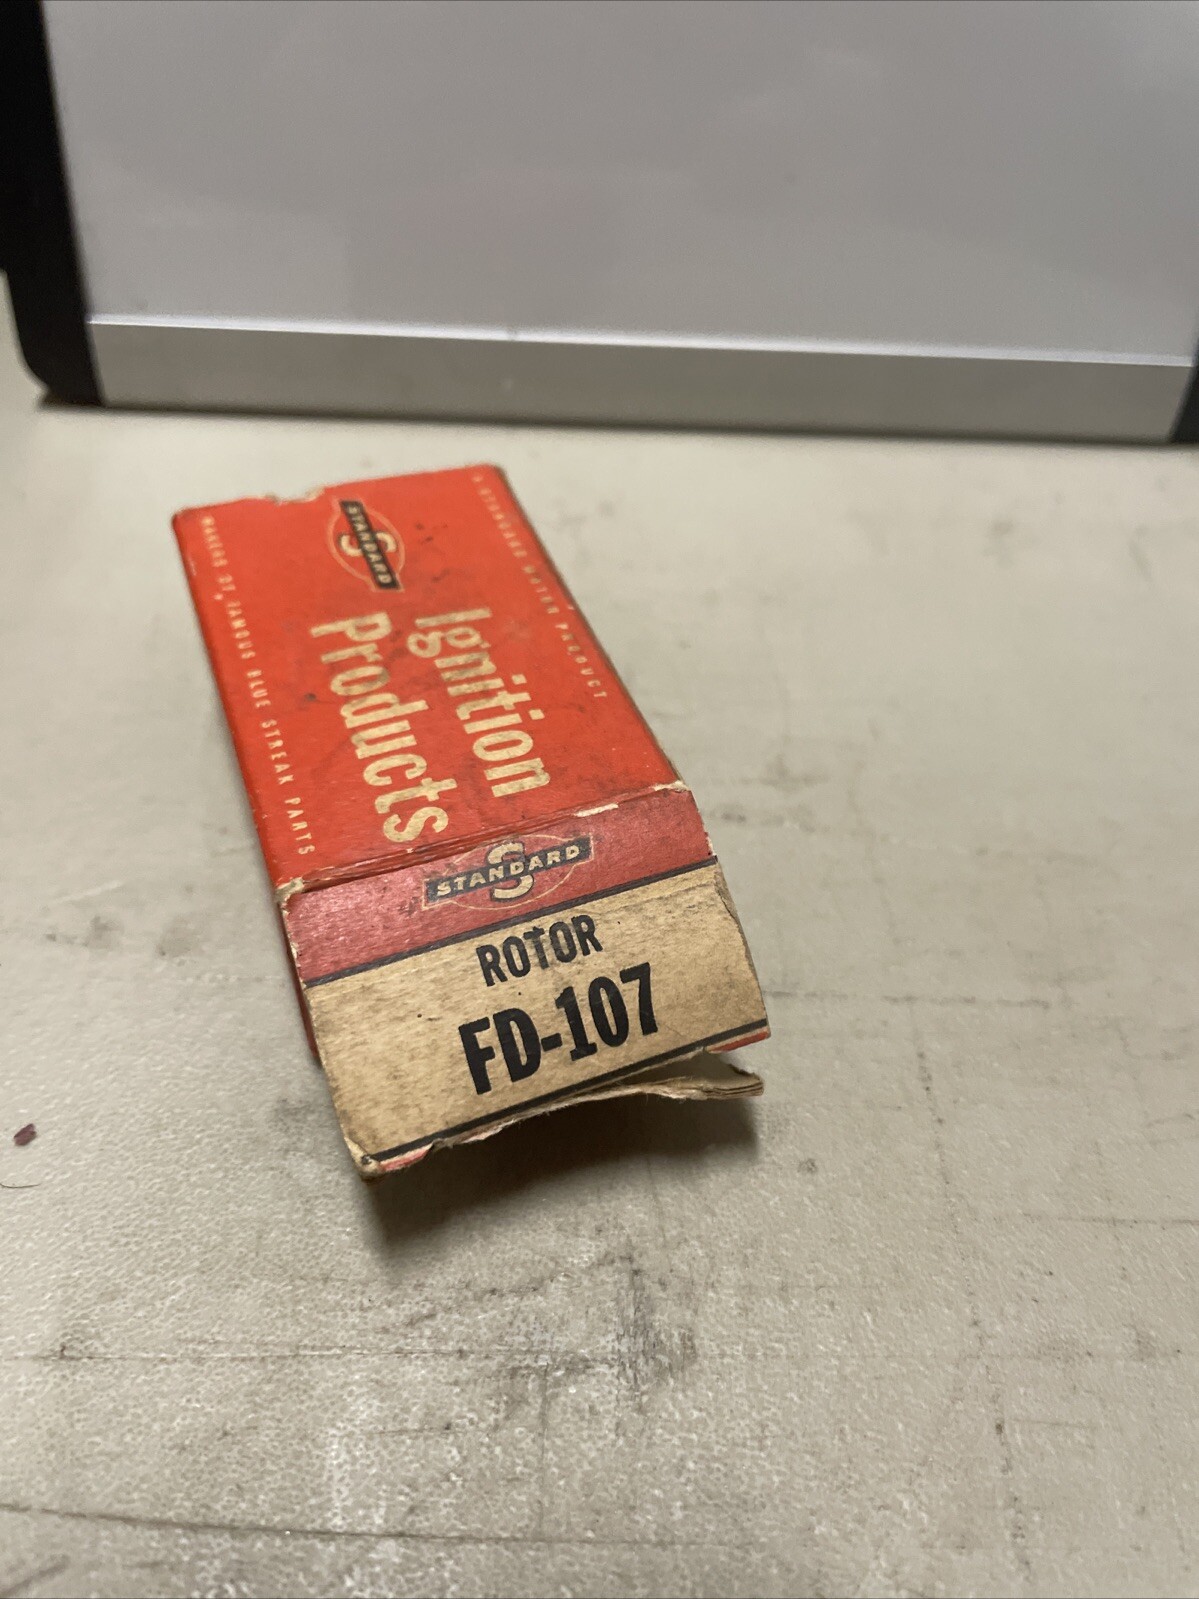 A STANDARD MOTOR PRODUCT
STANDARD
S
Ignition
Products
MAKERS OF FAMOUS BLUE STREAK PARTS
S
STANDARD
ROTOR
FD-107